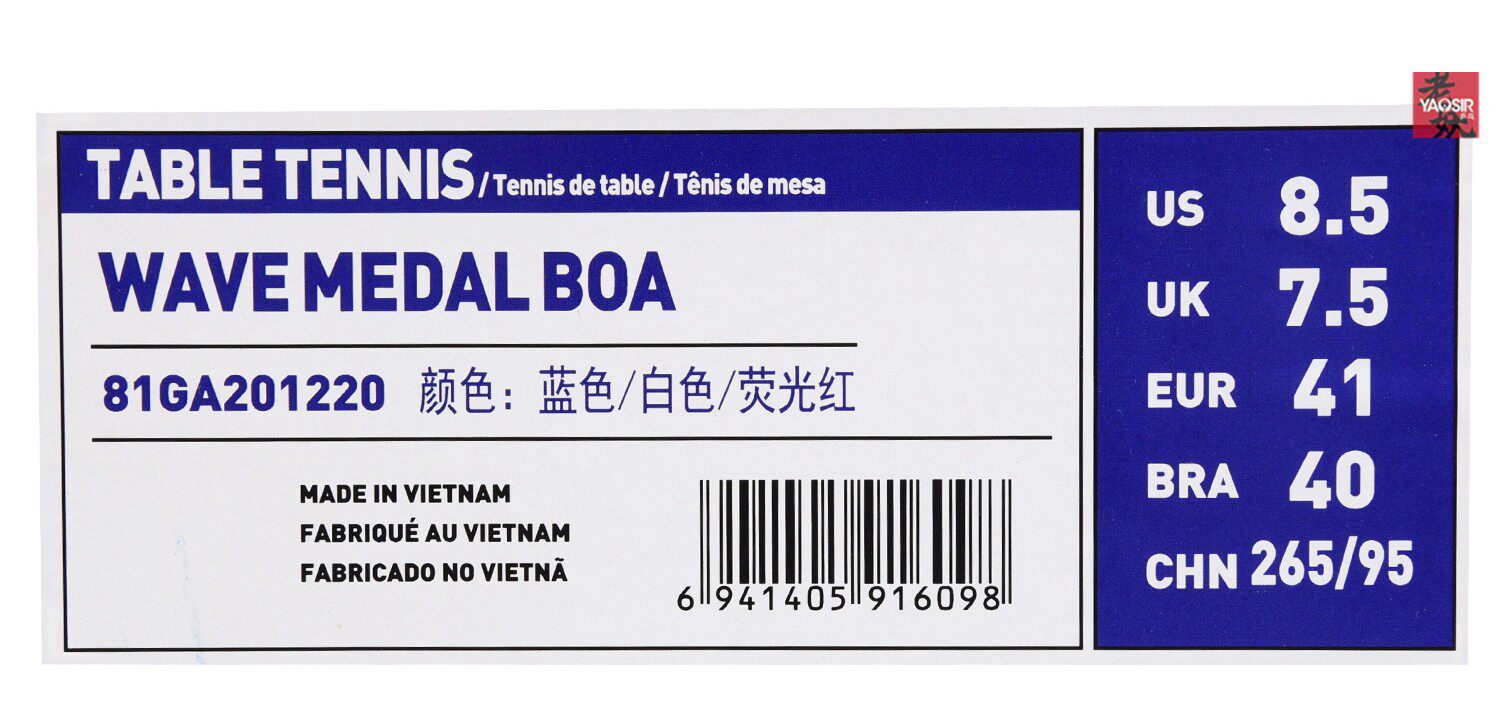 老姚
YAOSIR
TABLE TENNIS/Tennis de table / Tênis de mesa
WAVE MEDAL BOA
81GA201220 颜色：蓝色/白色/荧光红
MADE IN VIETNAM
FABRIQUÉ AU VIETNAM
FABRICADO NO VIETNÃ
6 941405 916098
US 8.5
UK 7.5
EUR 41
BRA 40
CHN 265/95